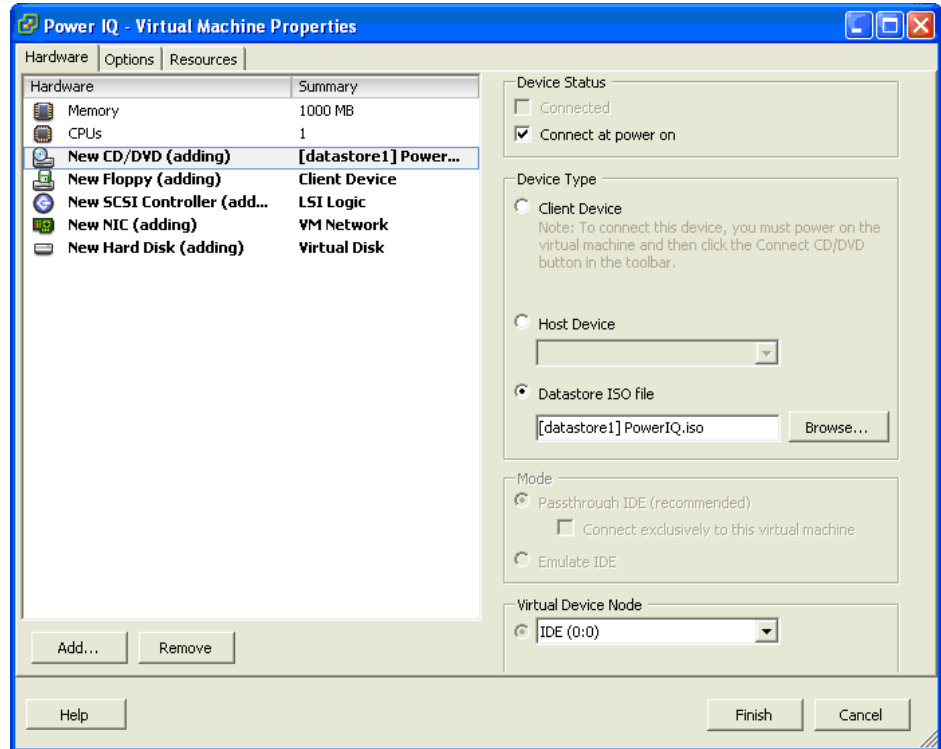 Power IQ - Virtual Machine Properties
Hardware Options Resources
Hardware Summary
Memory 1000 MB
CPUs 1
New CD/DVD (adding) [datastore1] Power...
New Floppy (adding) Client Device
New SCSI Controller (add... LSI Logic
New NIC (adding) VM Network
New Hard Disk (adding) Virtual Disk
Add... Remove
Device Status
Connected
Connect at power on
Device Type
Client Device
Note: To connect this device, you must power on the
virtual machine and then click the Connect CD/DVD
button in the toolbar.
Host Device
Datastore ISO file
[datastore1] PowerIQ.iso Browse...
Mode
Passthrough IDE (recommended)
Connect exclusively to this virtual machine
Emulate IDE
Virtual Device Node
IDE (0:0)
Help Finish Cancel